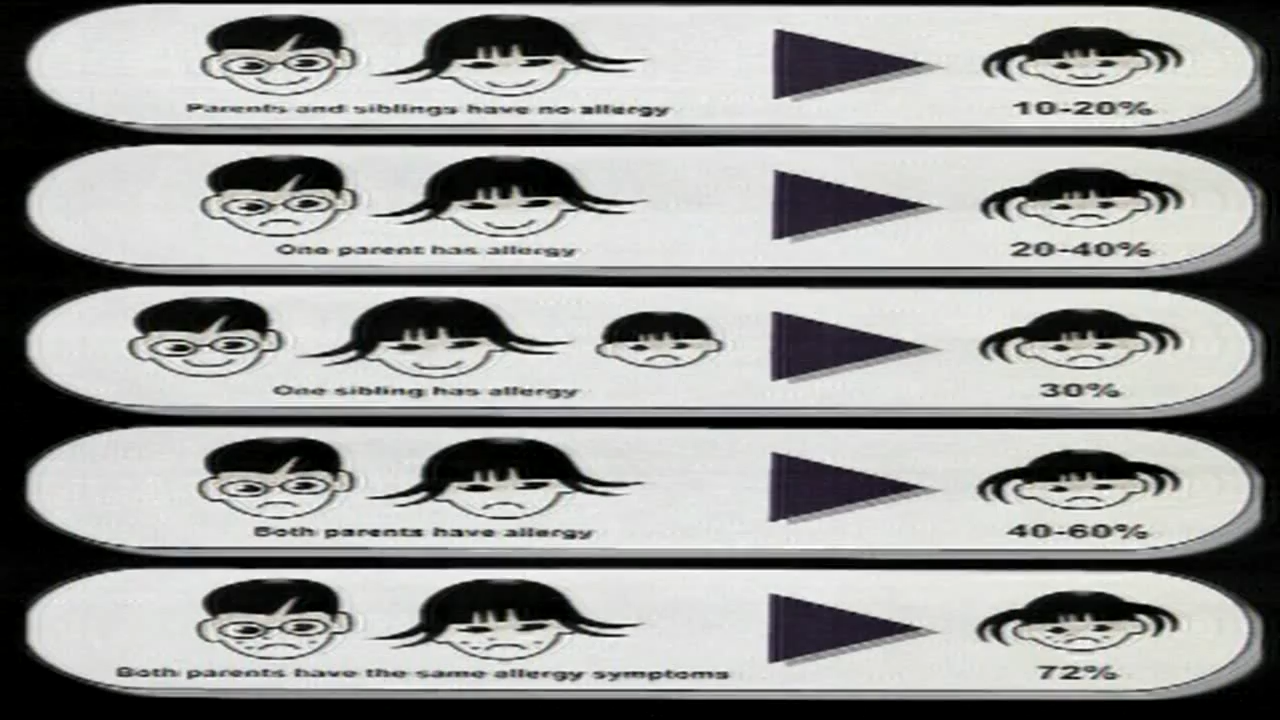 Parents and siblings have no allergy
10-20%
One parent has allergy
20-40%
One sibling has allergy
30%
Both parents have allergy
40-60%
Both parents have the same allergy symptoms
72%